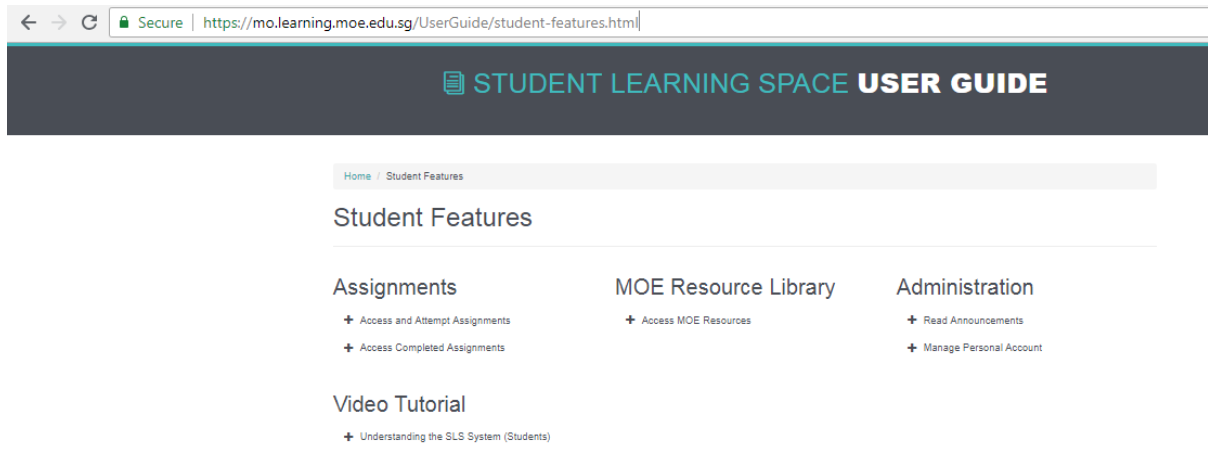 Secure | https://mo.learning.moe.edu.sg/UserGuide/student-features.html
STUDENT LEARNING SPACE USER GUIDE
Home / Student Features
Student Features
Assignments
+ Access and Attempt Assignments
+ Access Completed Assignments
MOE Resource Library
+ Access MOE Resources
Administration
+ Read Announcements
+ Manage Personal Account
Video Tutorial
+ Understanding the SLS System (Students)